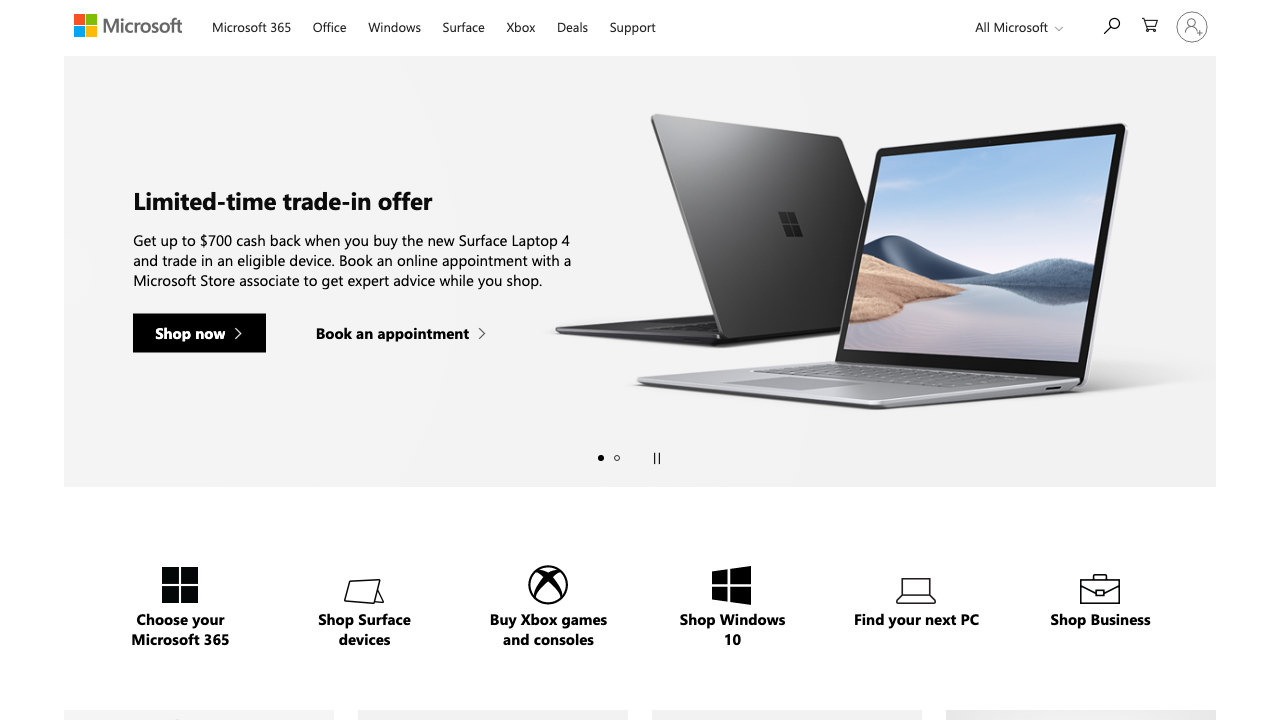 Microsoft
Microsoft 365 Office Windows Surface Xbox Deals Support
All Microsoft
Limited-time trade-in offer
Get up to $700 cash back when you buy the new Surface Laptop 4
and trade in an eligible device. Book an online appointment with a
Microsoft Store associate to get expert advice while you shop.
Shop now
Book an appointment
Choose your
Microsoft 365
Shop Surface
devices
Buy Xbox games
and consoles
Shop Windows
10
Find your next PC
Shop Business